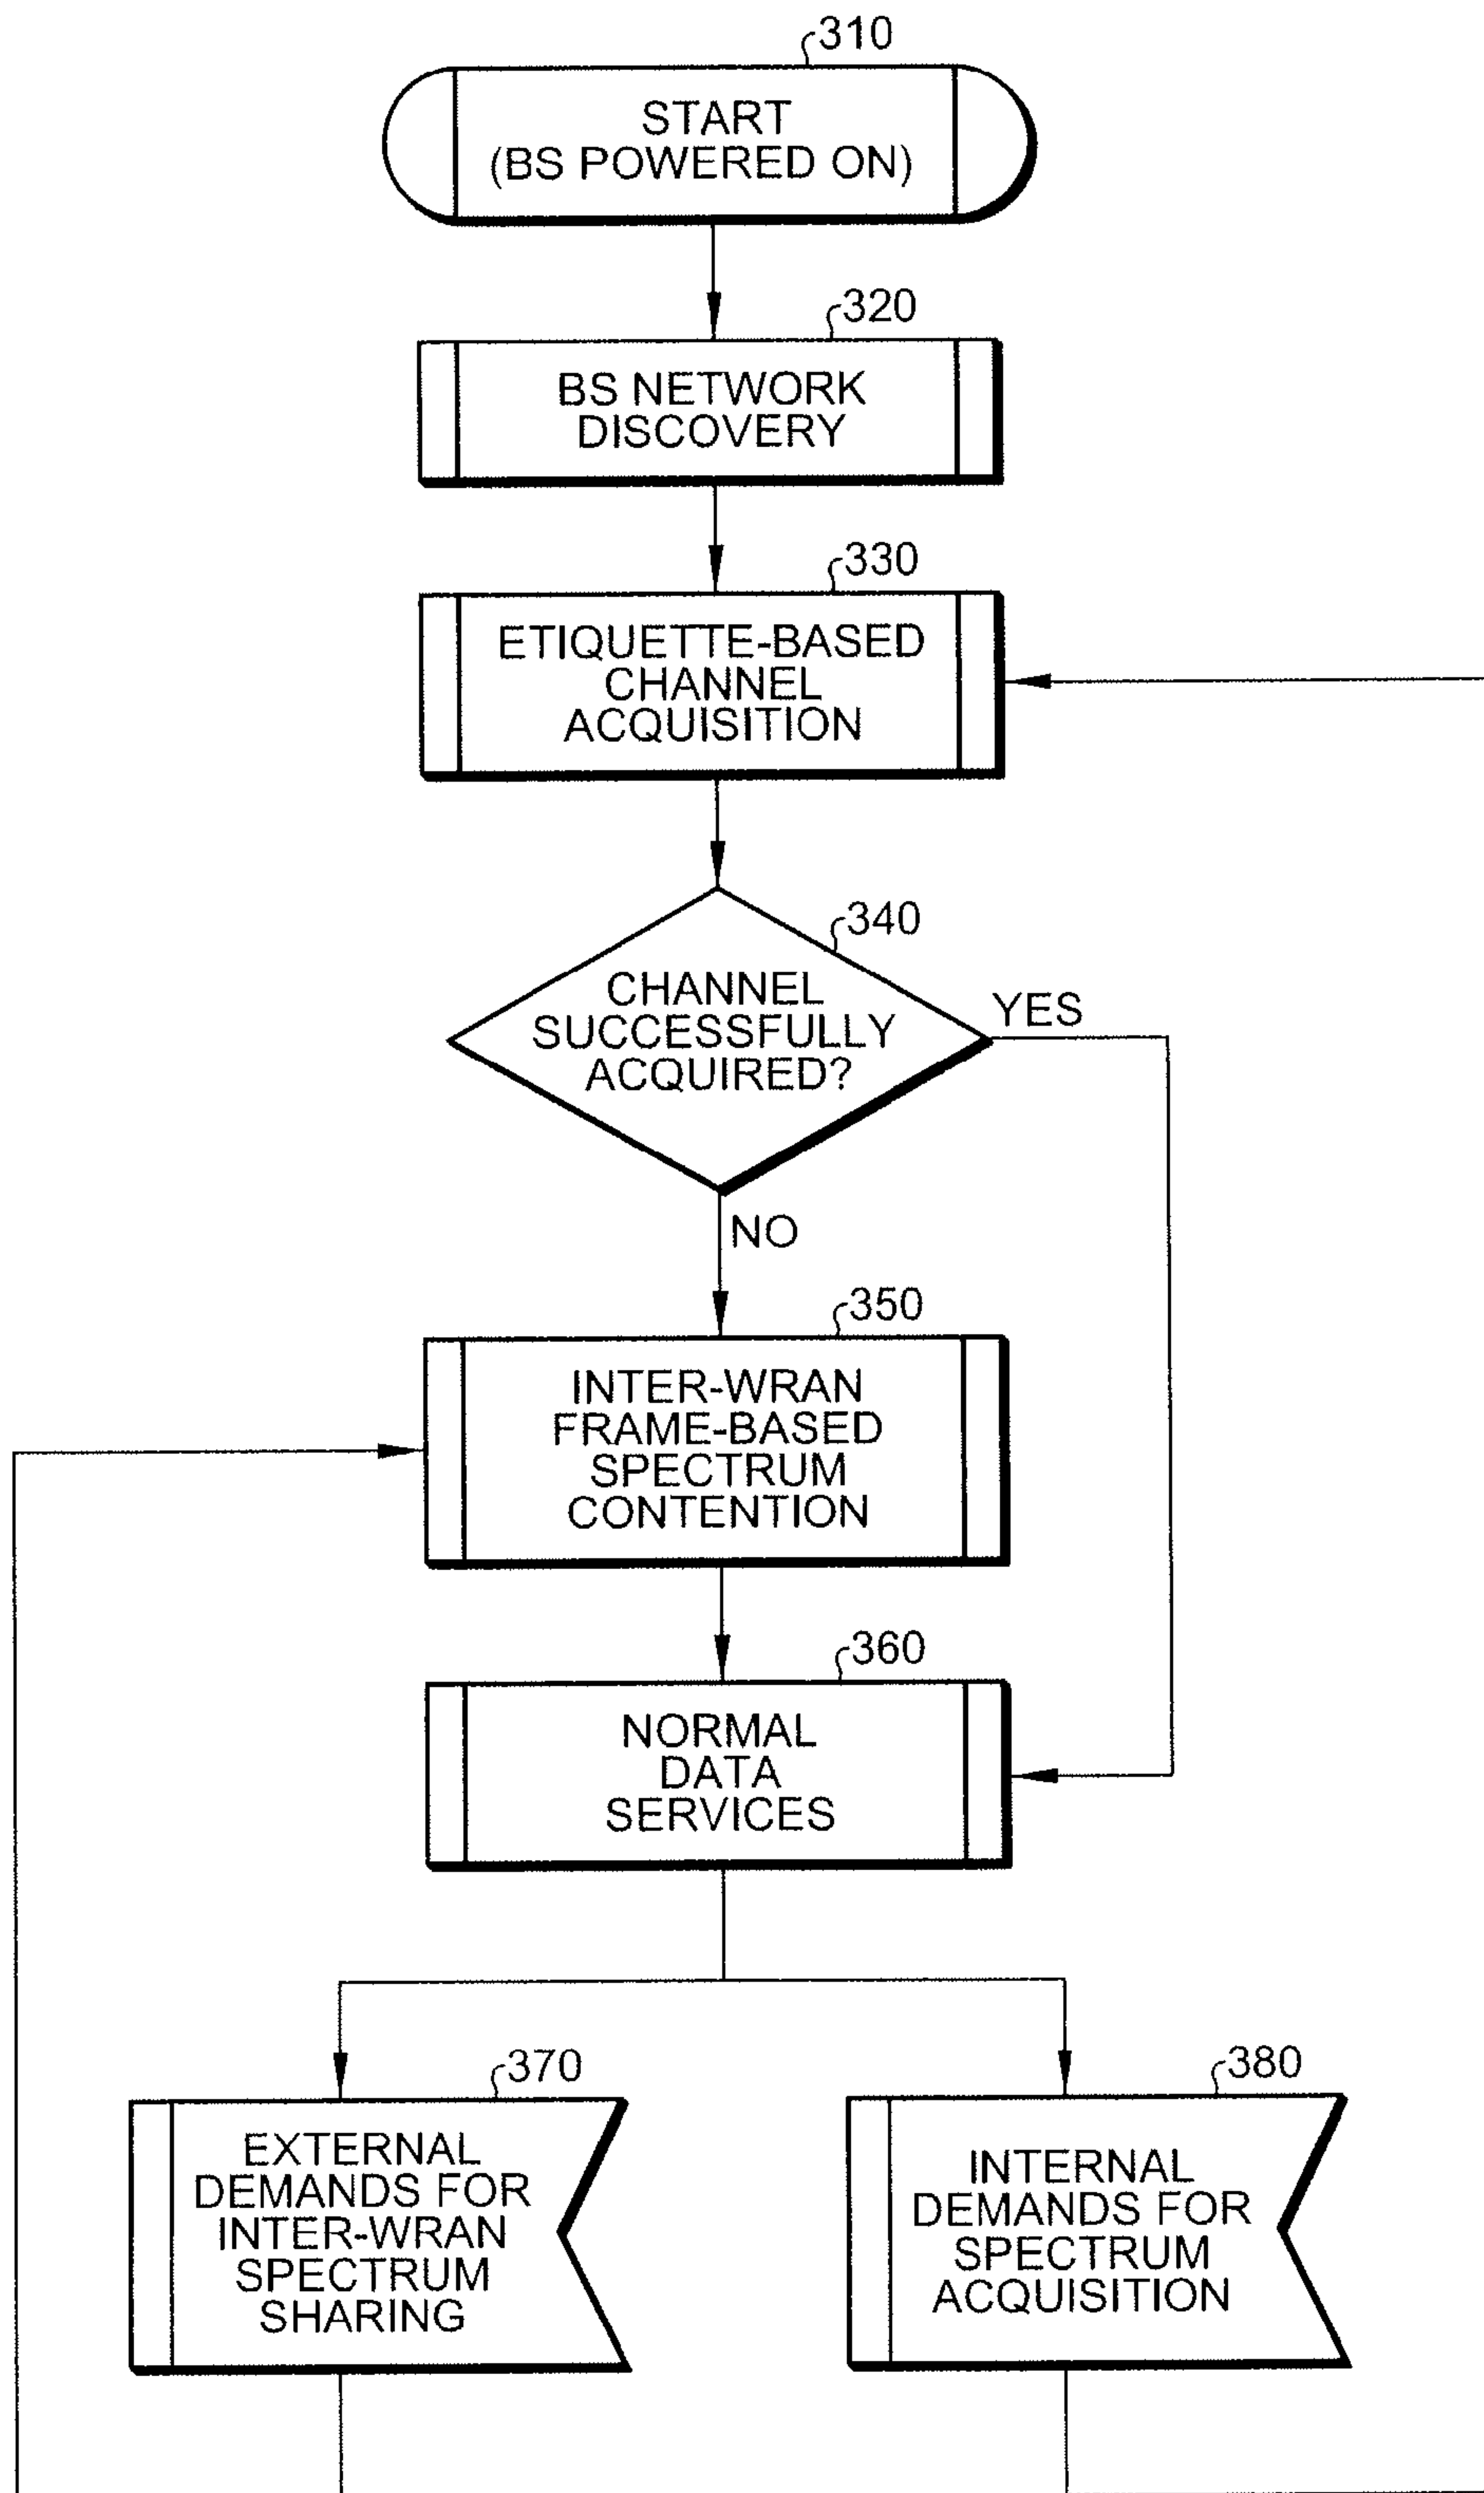 310
START
(BS POWERED ON)
320
BS NETWORK
DISCOVERY
330
ETIQUETTE-BASED
CHANNEL
ACQUISITION
340
CHANNEL
SUCCESSFULLY
ACQUIRED?
YES
NO
350
INTER-WRAN
FRAME-BASED
SPECTRUM
CONTENTION
360
NORMAL
DATA
SERVICES
370
EXTERNAL
DEMANDS FOR
INTER-WRAN
SPECTRUM
SHARING
380
INTERNAL
DEMANDS FOR
SPECTRUM
ACQUISITION